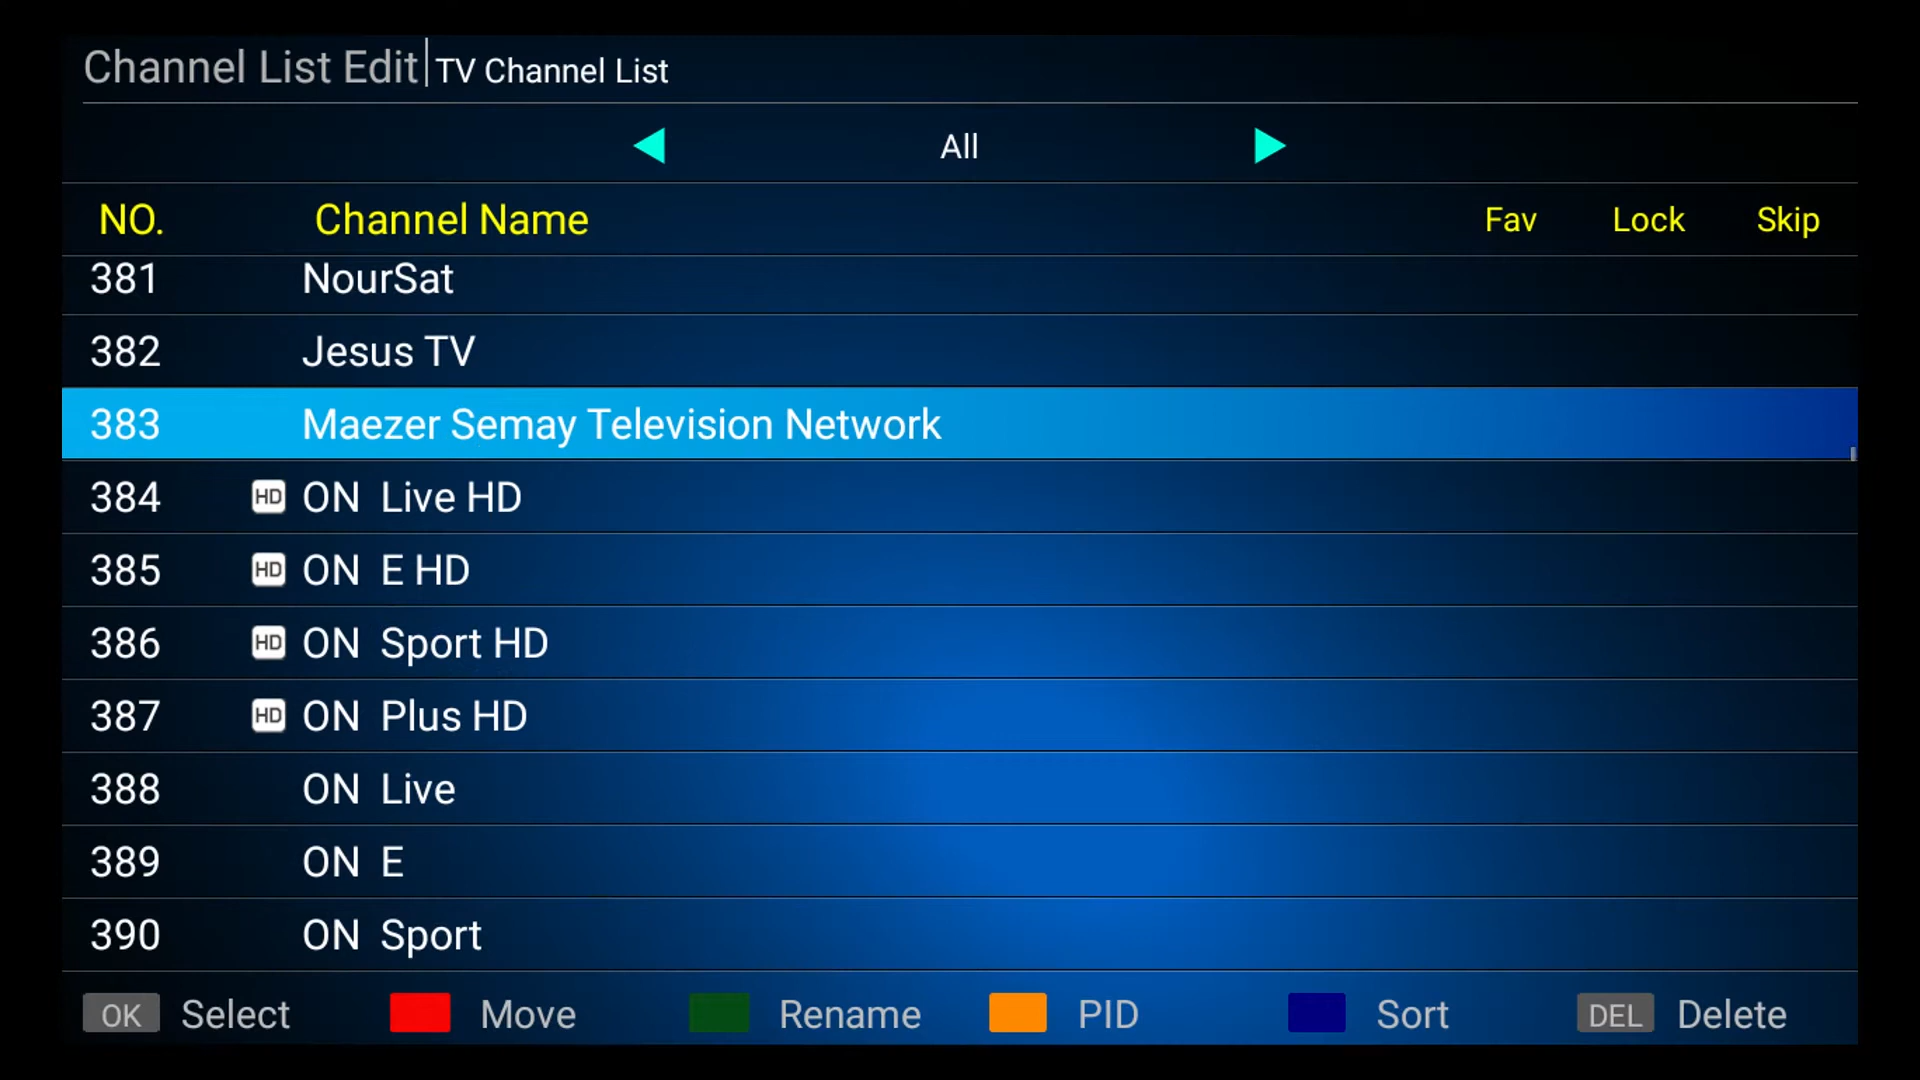 Channel List Edit TV Channel List
All
NO. Channel Name Fav Lock Skip
381 NourSat
382 Jesus TV
383 Maezer Semay Television Network
384 HD ON Live HD
385 HD ON E HD
386 HD ON Sport HD
387 HD ON Plus HD
388 ON Live
389 ON E
390 ON Sport
OK Select Move Rename PID Sort DEL Delete